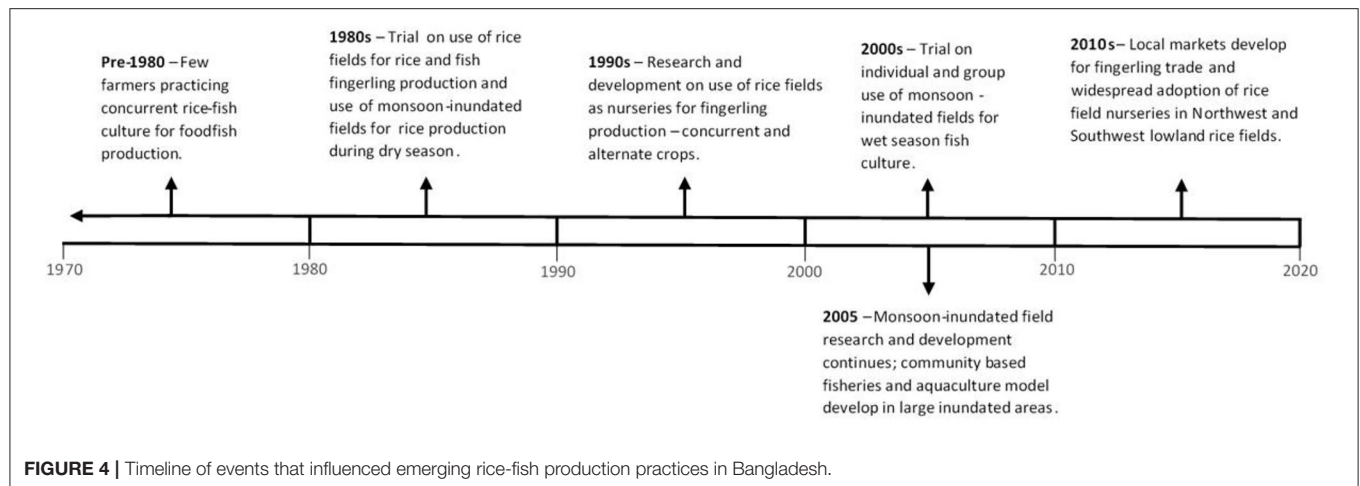 Pre-1980 – Few
farmers practicing
concurrent rice-fish
culture for foodfish
production.
1980s – Trial on use of rice
fields for rice and fish
fingerling production and
use of monsoon-inundated
fields for rice production
during dry season.
1990s – Research and
development on use of rice fields
as nurseries for fingerling
production – concurrent and
alternate crops.
2000s – Trial on
individual and group
use of monsoon -
inundated fields for
wet season fish
culture.
2010s– Local markets develop
for fingerling trade and
widespread adoption of rice
field nurseries in Northwest and
Southwest lowland rice fields.
1970 1980 1990 2000 2010 2020
2005 – Monsoon-inundated field
research and development
continues; community based
fisheries and aquaculture model
develop in large inundated areas.
FIGURE 4 | Timeline of events that influenced emerging rice-fish production practices in Bangladesh.